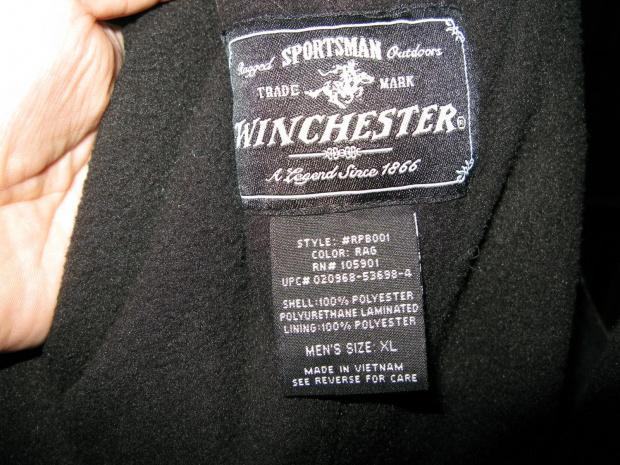 Rugged SPORTSMAN Outdoors
TRADE MARK
WINCHESTER®
A Legend Since 1866
STYLE: #RPB001
COLOR: RAG
RN# 105901
UPC# 020968-53698-4
SHELL:100% POLYESTER
POLYURETHANE LAMINATED
LINING:100% POLYESTER
MEN'S SIZE: XL
MADE IN VIETNAM
SEE REVERSE FOR CARE